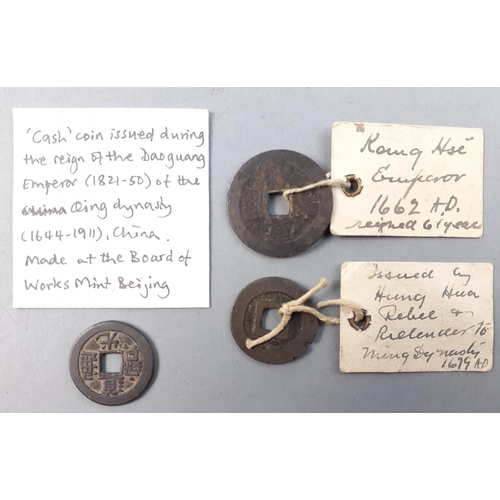 'Cash' coin issued during
the reign of the Daoguang
Emperor (1821-50) of the
China Qing dynasty
(1644-1911), China.
Made at the Board of
Works Mint Beijing
Kang Hsi
Emperor
1662 A.D.
reigned 61 years
Issued by
Hung Hua
Rebel &
Pretender to
Ming Dynasty
1679 AD